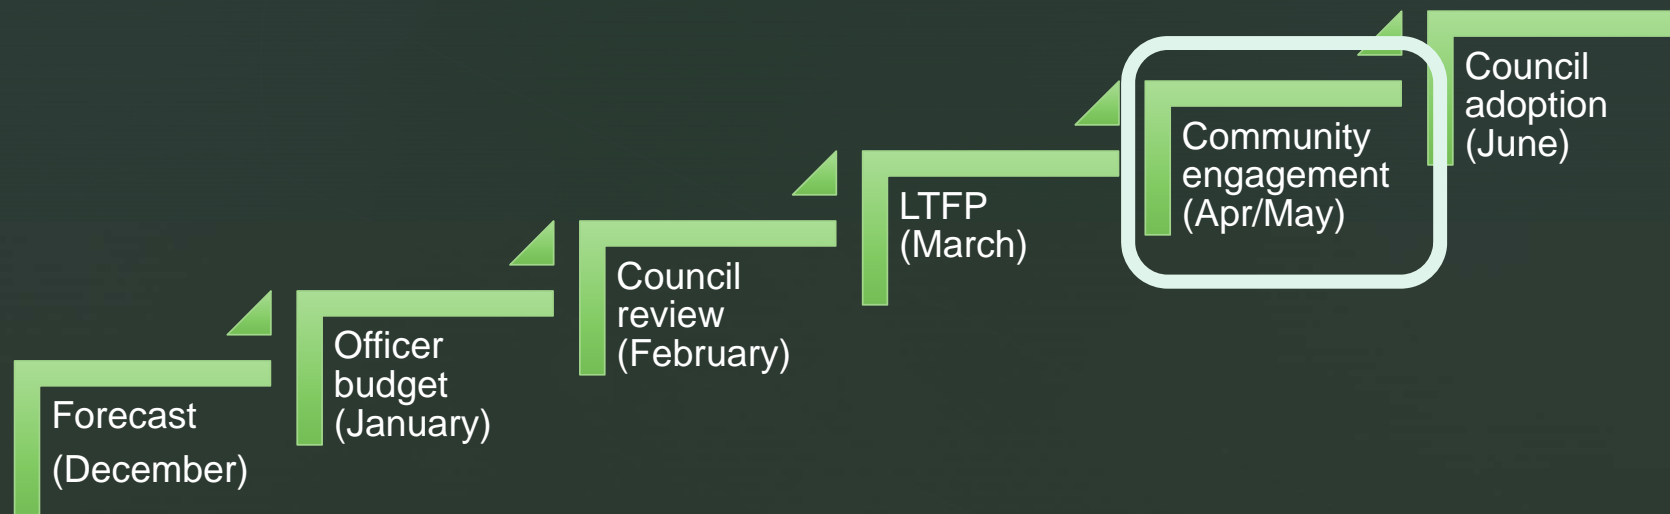 Forecast
(December)
Officer
budget
(January)
Council
review
(February)
LTFP
(March)
Community
engagement
(Apr/May)
Council
adoption
(June)